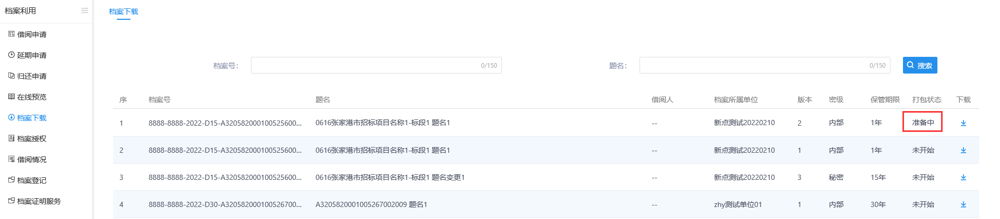 档案利用
借阅申请
延期申请
归还申请
在线预览
档案下载
档案授权
借阅情况
档案登记
档案证明服务
档案下载
档案号： 0/150 题名： 0/150 搜索
序 档案号 题名 借阅人 档案所属单位 版本 密级 保管期限 打包状态 下载
1 8888-8888-2022-D15-A320582000100525600... 0616张家港市招标项目名称1-标段1 题名1 -- 新点测试20220210 2 内部 1年 准备中
2 8888-8888-2022-D15-A320582000100525600... 0616张家港市招标项目名称1-标段1 题名1 -- 新点测试20220210 1 内部 1年 未开始
3 8888-8888-2022-D15-A320582000100525600... 0616张家港市招标项目名称1-标段1 题名变更1 -- 新点测试20220210 3 秘密 15年 未开始
4 8888-8888-2022-D30-A320582000100526700... A3205820001005267002009 题名1 -- zhy测试单位01 1 内部 30年 未开始